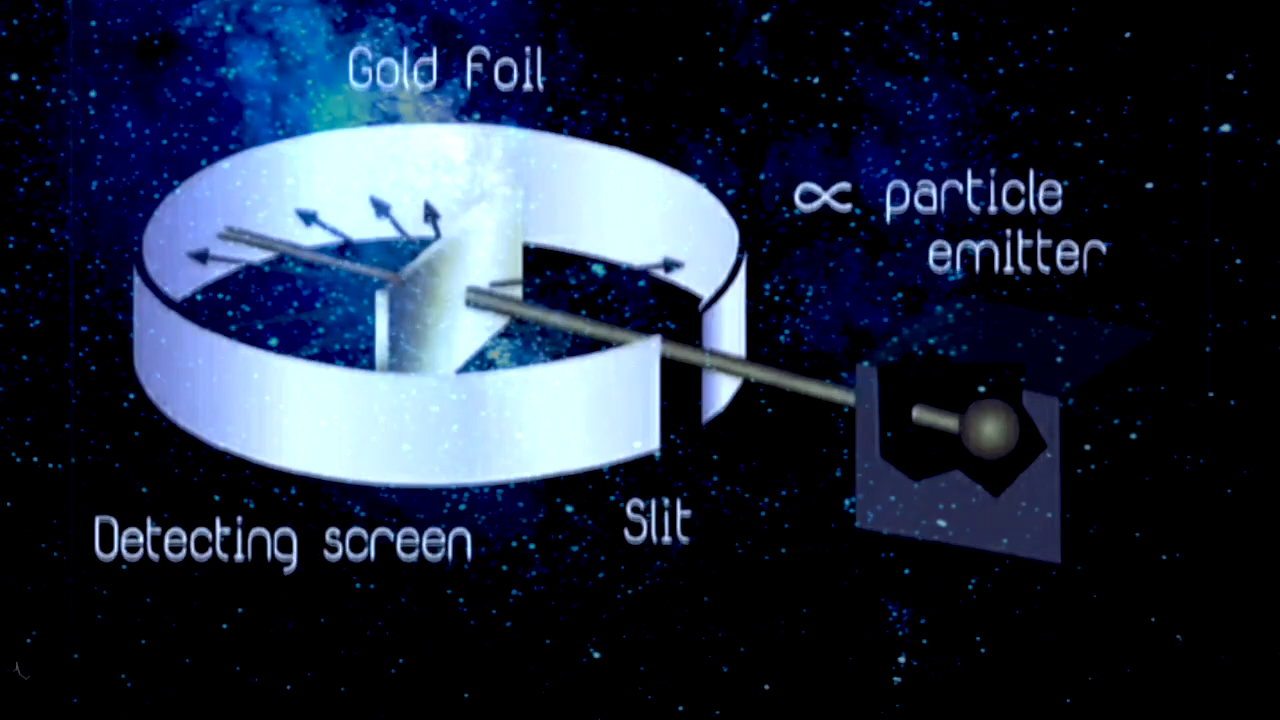 Gold Foil
∝ particle
emitter
Slit
Detecting screen